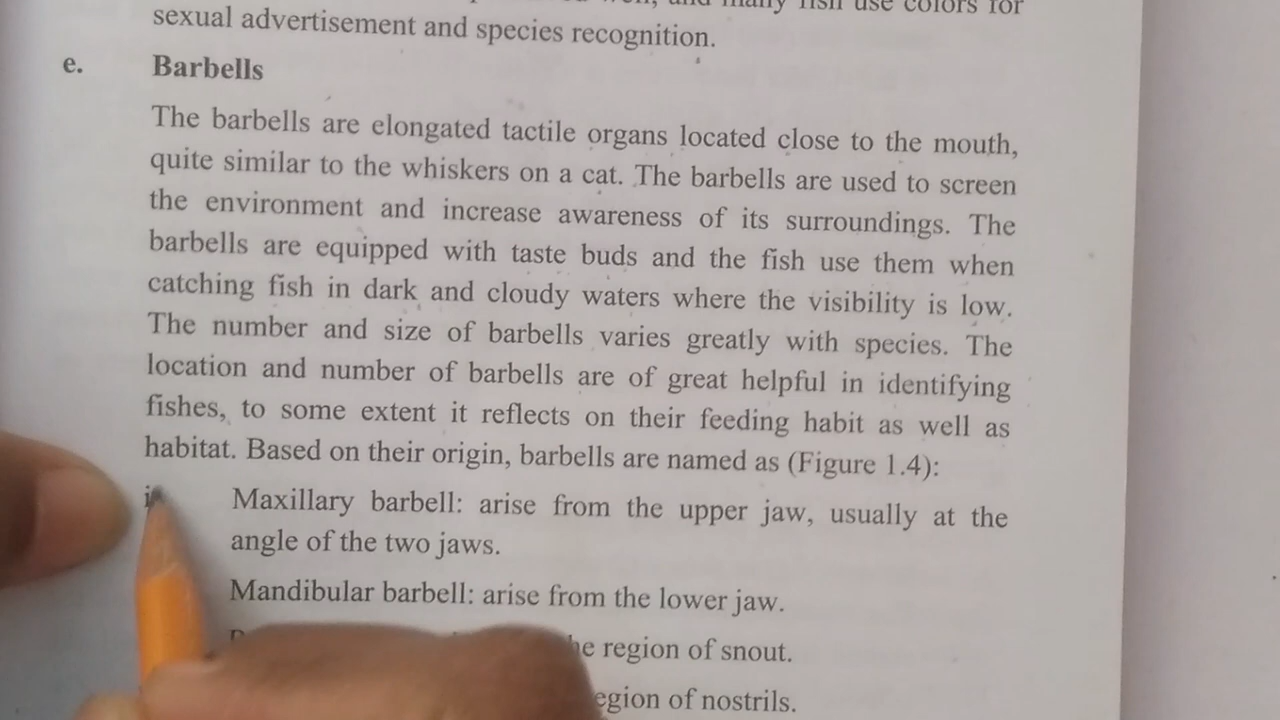 and many fish use colors for
sexual advertisement and species recognition.
e. Barbells
The barbells are elongated tactile organs located close to the mouth,
quite similar to the whiskers on a cat. The barbells are used to screen
the environment and increase awareness of its surroundings. The
barbells are equipped with taste buds and the fish use them when
catching fish in dark and cloudy waters where the visibility is low.
The number and size of barbells varies greatly with species. The
location and number of barbells are of great helpful in identifying
fishes, to some extent it reflects on their feeding habit as well as
habitat. Based on their origin, barbells are named as (Figure 1.4):
Maxillary barbell: arise from the upper jaw, usually at the
angle of the two jaws.
Mandibular barbell: arise from the lower jaw.
region of snout.
of nostrils.